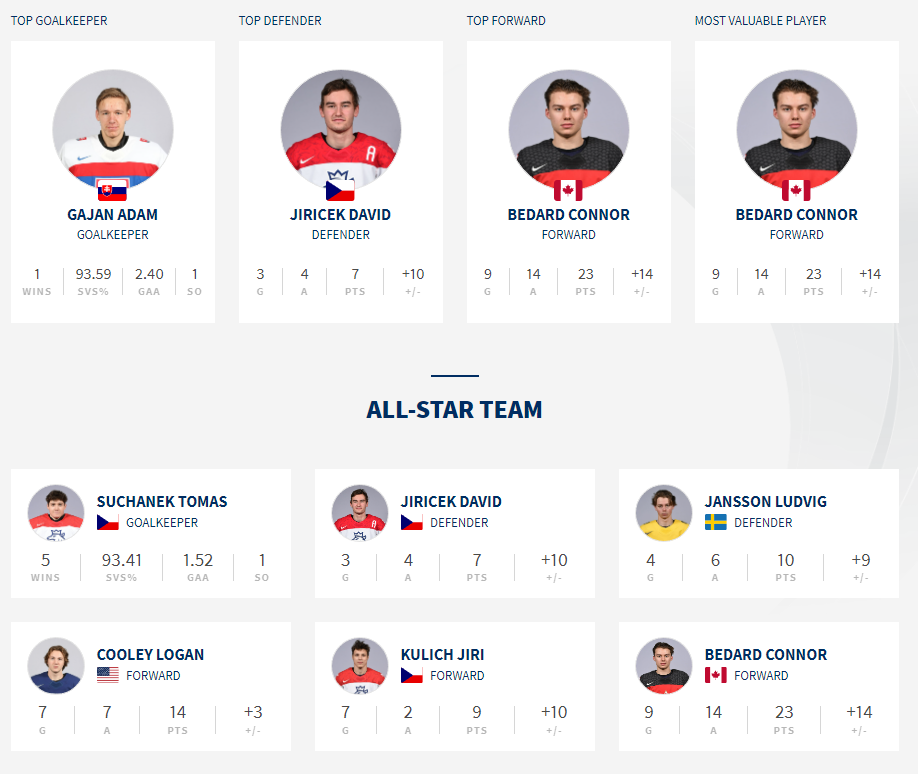 TOP GOALKEEPER
TOP DEFENDER
TOP FORWARD
MOST VALUABLE PLAYER
GAJAN ADAM
GOALKEEPER
1 93.59 2.40 1
WINS SVS% GAA SO
A
JIRICEK DAVID
DEFENDER
3 4 7 +10
G A PTS +/-
BEDARD CONNOR
FORWARD
9 14 23 +14
G A PTS +/-
BEDARD CONNOR
FORWARD
9 14 23 +14
G A PTS +/-
ALL-STAR TEAM
SUCHANEK TOMAS
GOALKEEPER
5 93.41 1.52 1
WINS SVS% GAA SO
JIRICEK DAVID
DEFENDER
3 4 7 +10
G A PTS +/-
JANSSON LUDVIG
DEFENDER
4 6 10 +9
G A PTS +/-
COOLEY LOGAN
FORWARD
7 7 14 +3
G A PTS +/-
KULICH JIRI
FORWARD
7 2 9 +10
G A PTS +/-
BEDARD CONNOR
FORWARD
9 14 23 +14
G A PTS +/-